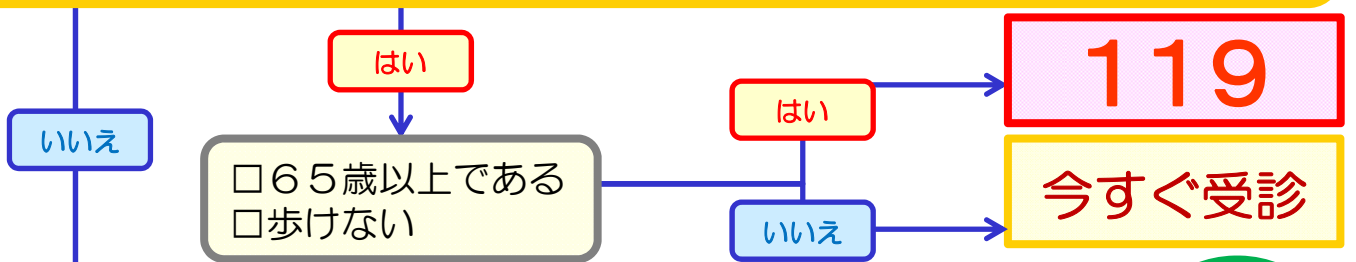 はい
いいえ
□６５歳以上である
□歩けない
はい
いいえ
１１９
今すぐ受診